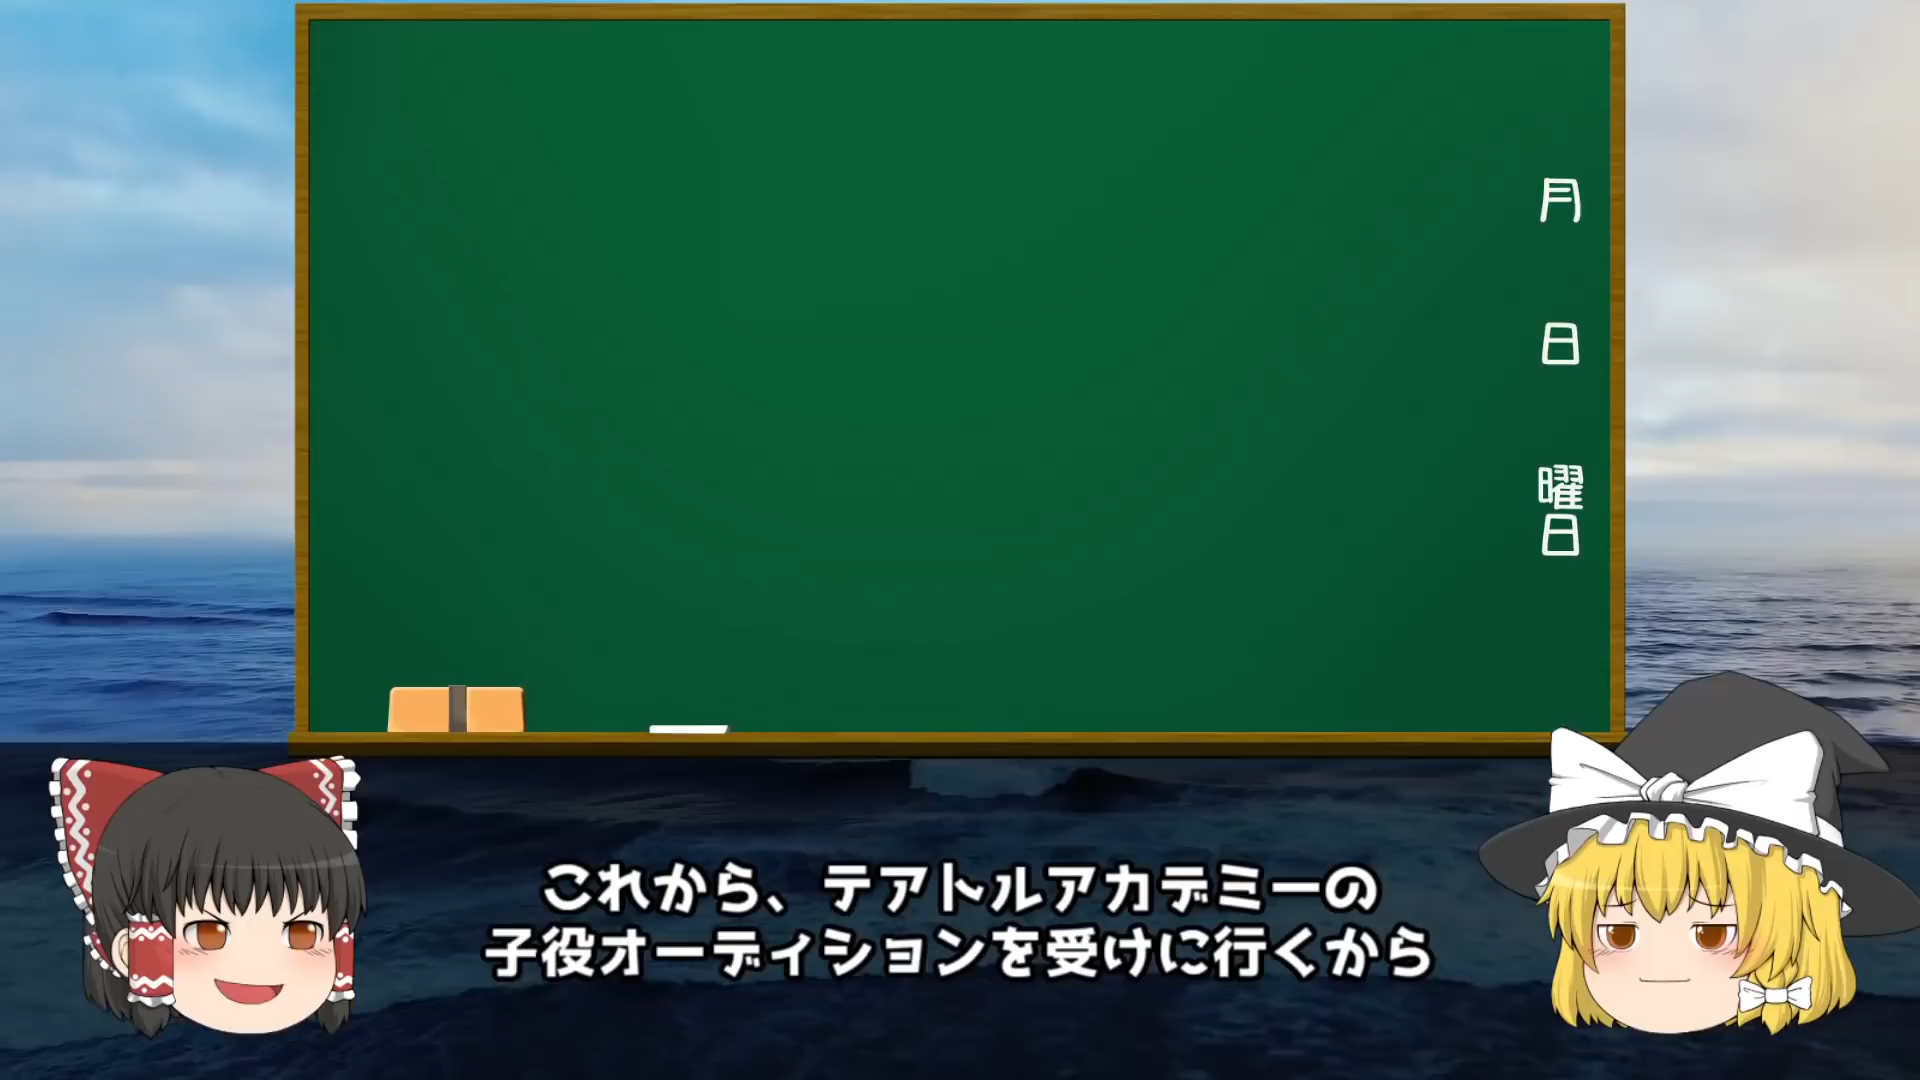 月
日
曜日
これから、テアトルアカデミーの
子役オーディションを受けに行くから